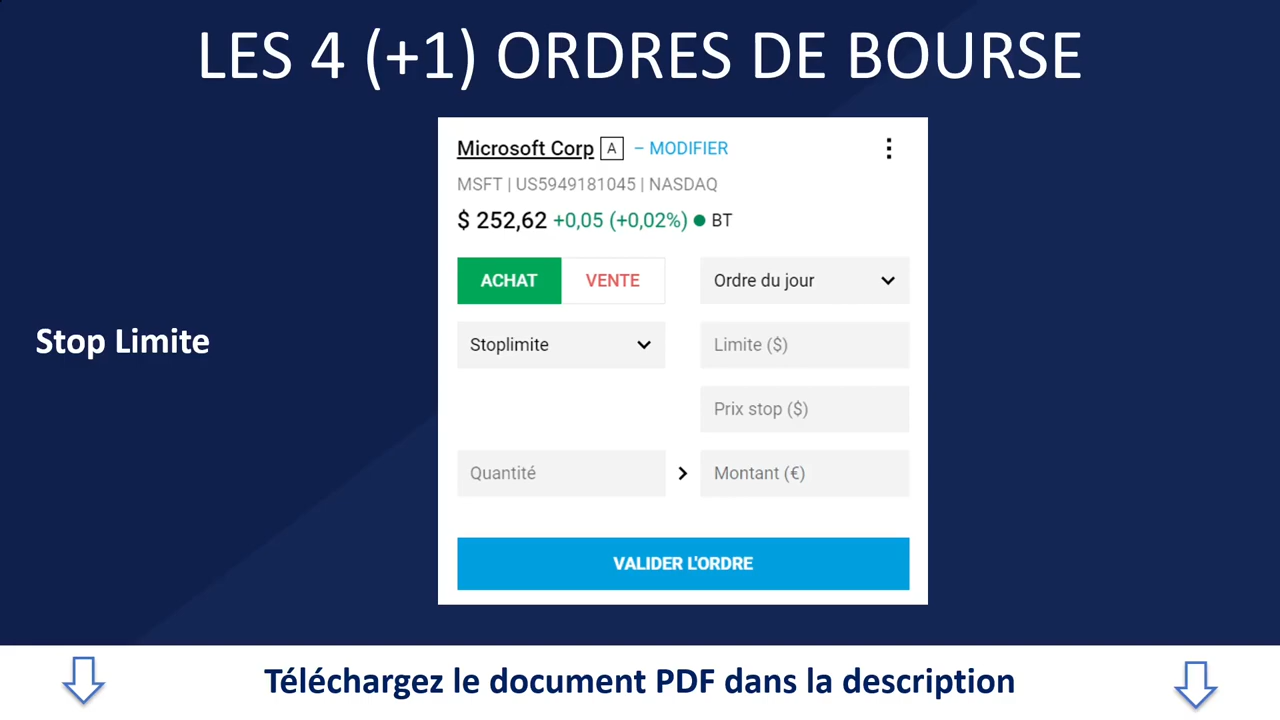 LES 4 (+1) ORDRES DE BOURSE
Microsoft Corp A – MODIFIER
MSFT | US5949181045 | NASDAQ
$ 252,62 +0,05 (+0,02%) BT
ACHAT VENTE Ordre du jour
Stop Limite
Stoplimite Limite ($)
Prix stop ($)
Quantité Montant (€)
VALIDER L'ORDRE
Téléchargez le document PDF dans la description